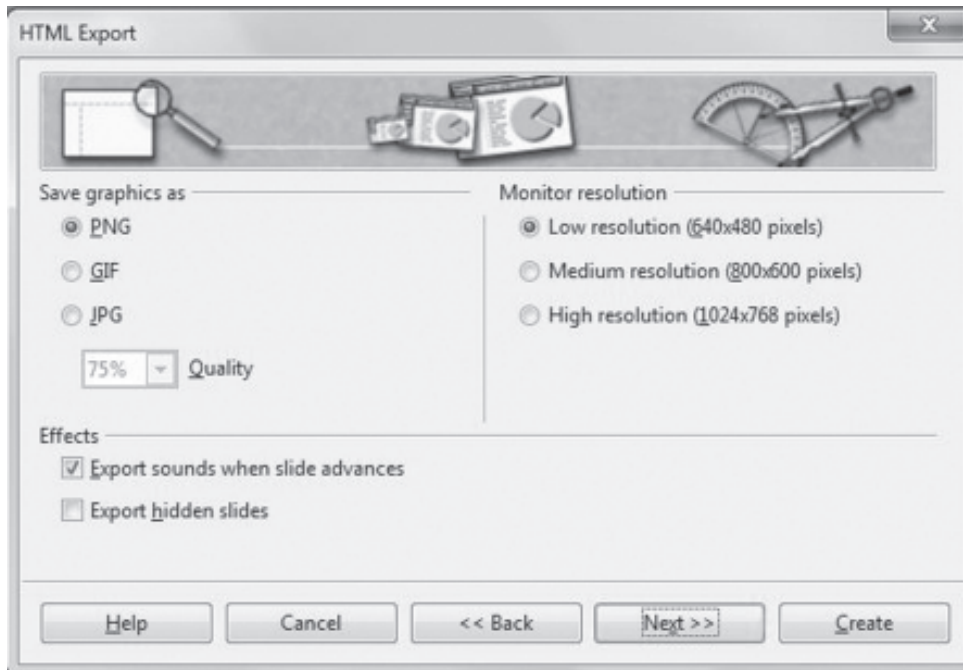 HTML Export
Save graphics as
PNG
GIF
JPG
75% Quality
Monitor resolution
Low resolution (640x480 pixels)
Medium resolution (800x600 pixels)
High resolution (1024x768 pixels)
Effects
Export sounds when slide advances
Export hidden slides
Help Cancel << Back Next >> Create